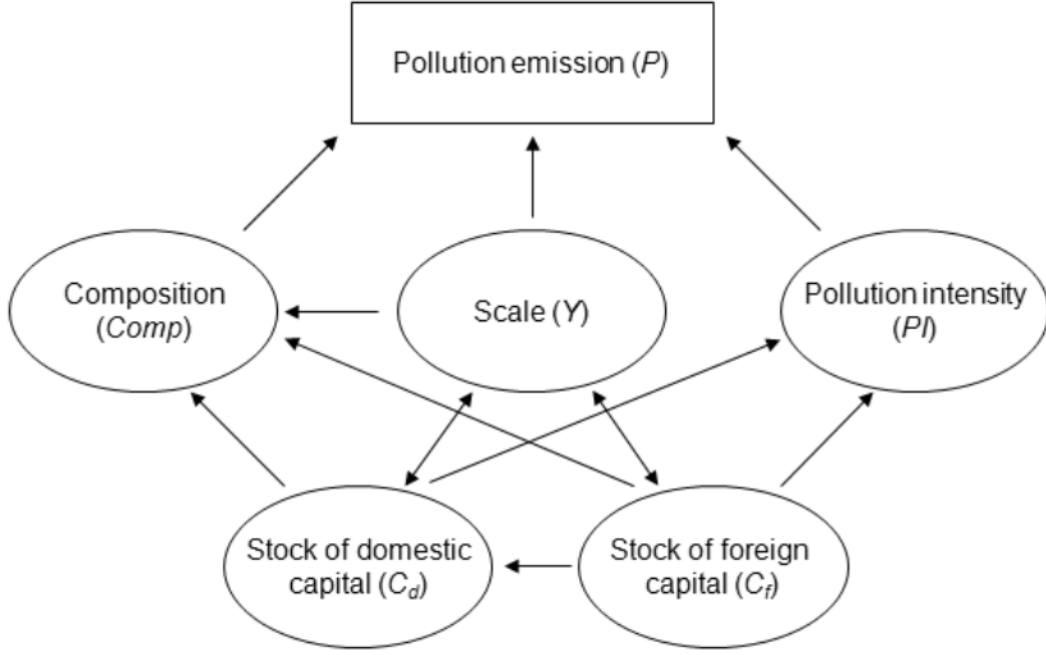 Pollution emission (P)
Composition
(Comp)
Scale (Y)
Pollution intensity
(PI)
Stock of domestic
capital (Cd)
Stock of foreign
capital (Cf)